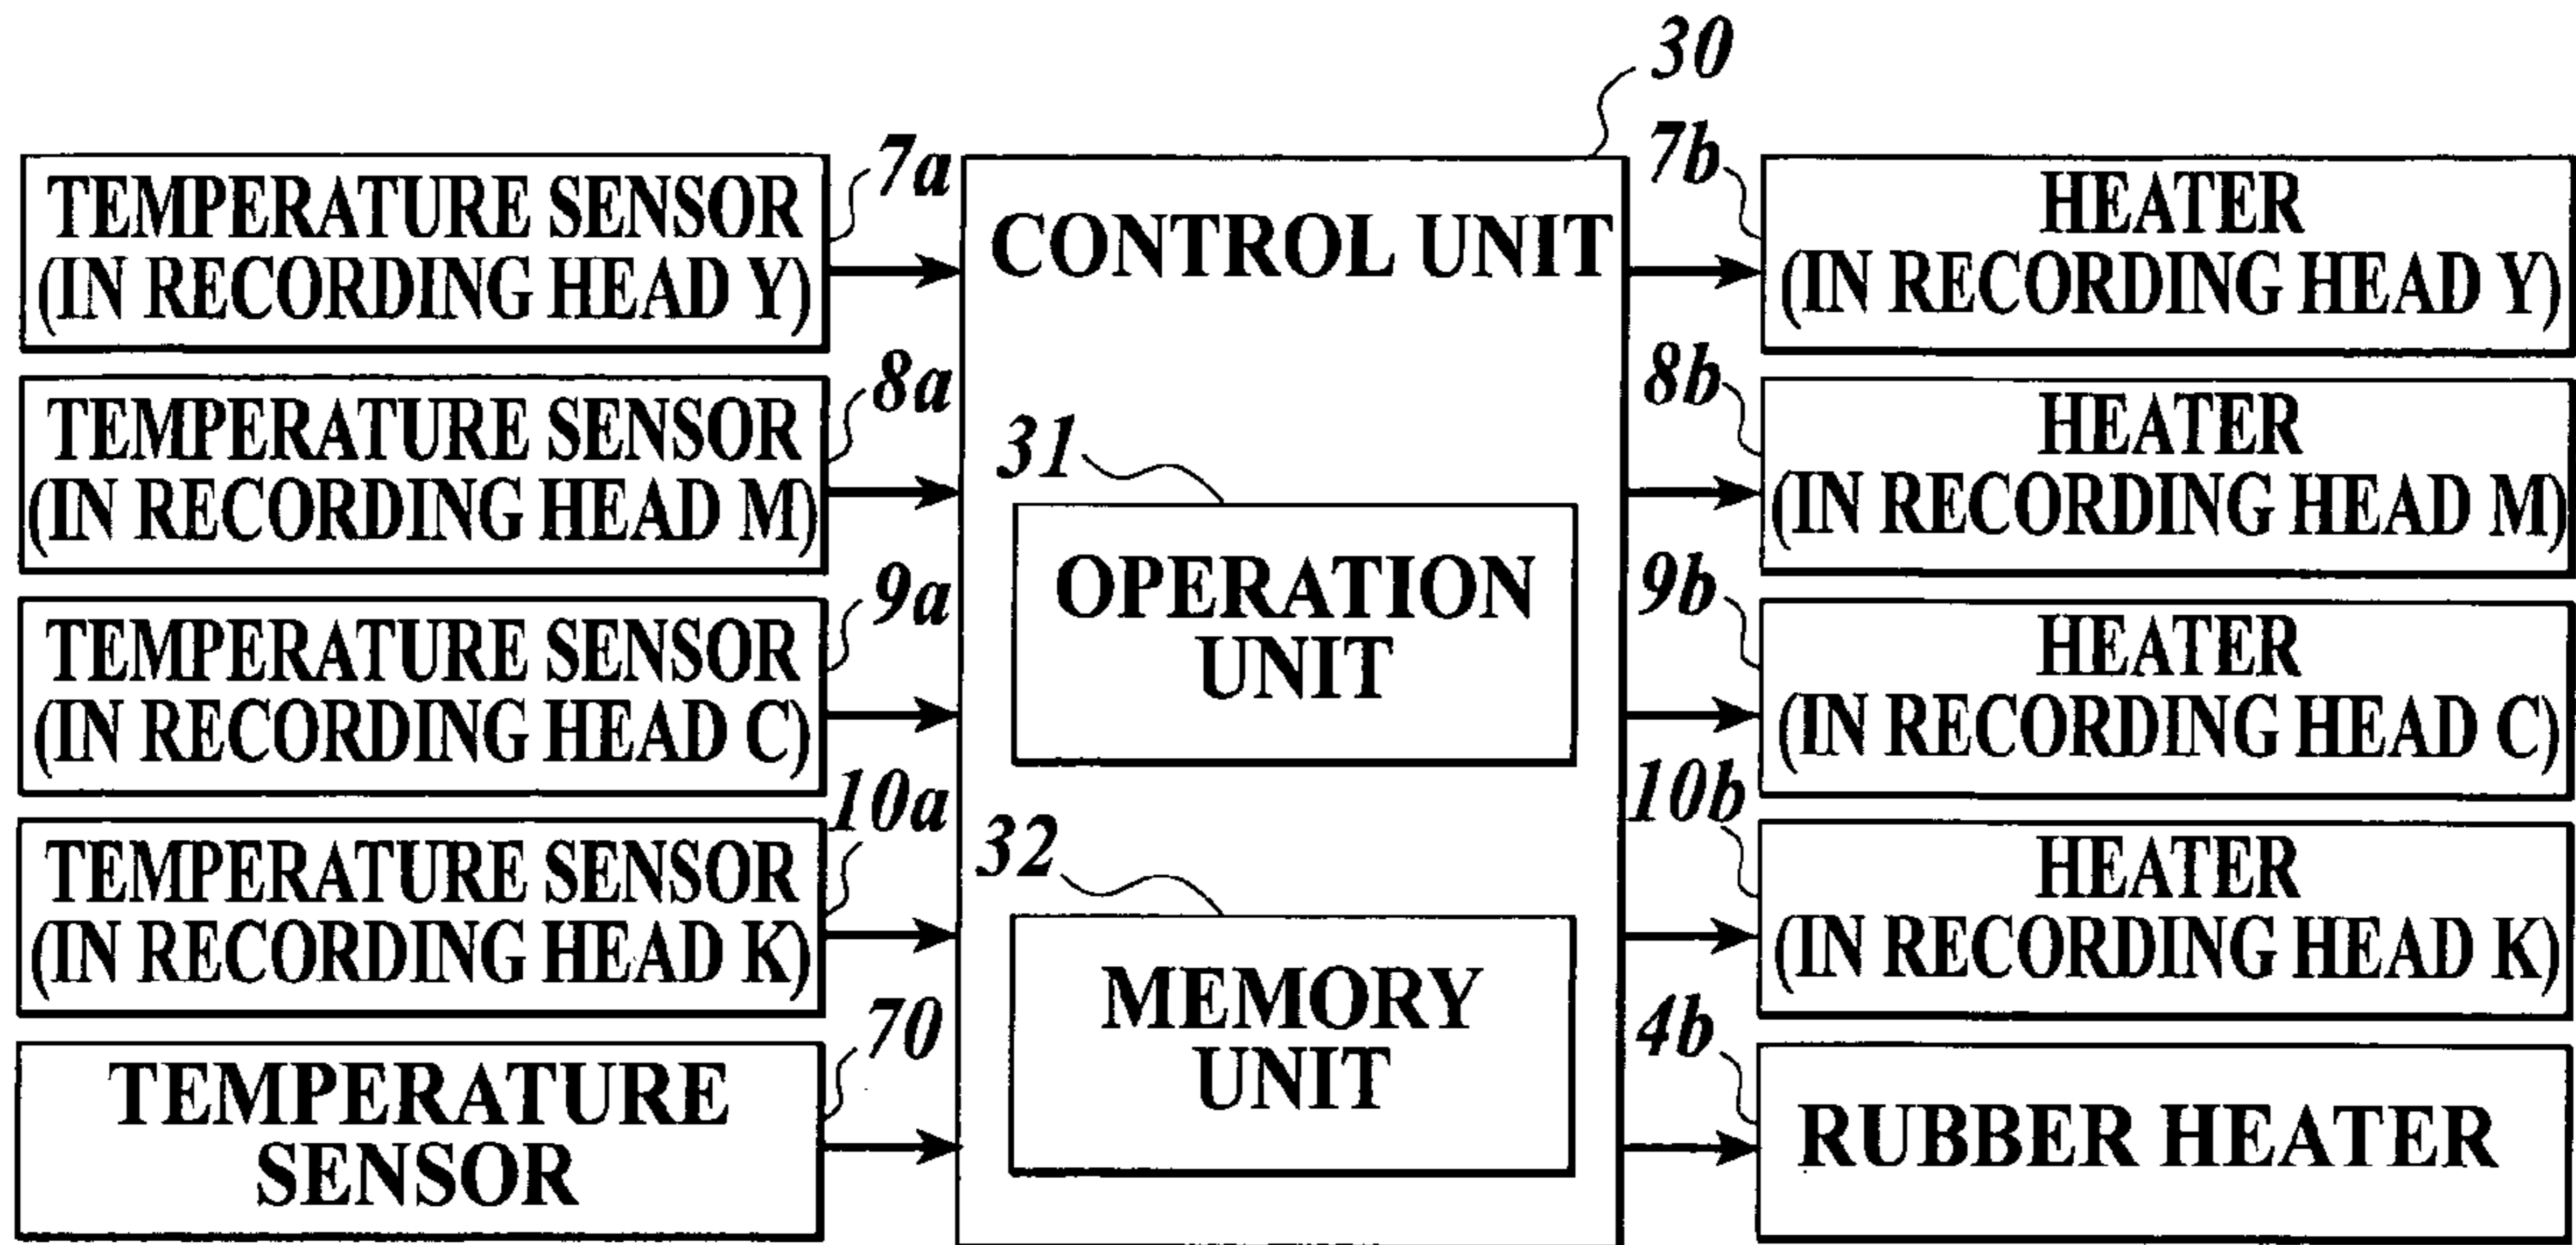 30
7a
TEMPERATURE SENSOR
(IN RECORDING HEAD Y)
8a
TEMPERATURE SENSOR
(IN RECORDING HEAD M)
9a
TEMPERATURE SENSOR
(IN RECORDING HEAD C)
10a
TEMPERATURE SENSOR
(IN RECORDING HEAD K)
70
TEMPERATURE
SENSOR
CONTROL UNIT
31
OPERATION
UNIT
32
MEMORY
UNIT
7b
HEATER
(IN RECORDING HEAD Y)
8b
HEATER
(IN RECORDING HEAD M)
9b
HEATER
(IN RECORDING HEAD C)
10b
HEATER
(IN RECORDING HEAD K)
4b
RUBBER HEATER